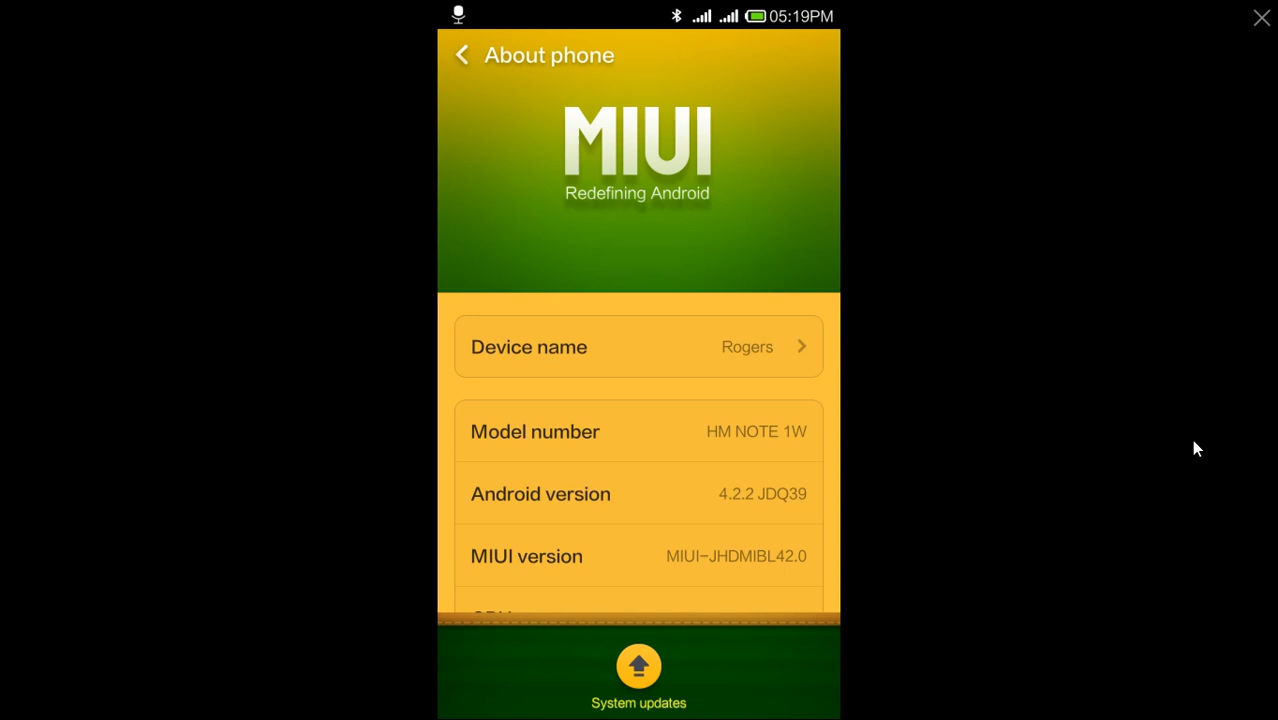 05:19PM
About phone
MIUI
Redefining Android
Device name Rogers
Model number HM NOTE 1W
Android version 4.2.2 JDQ39
MIUI version MIUI-JHDMIBL42.0
System updates